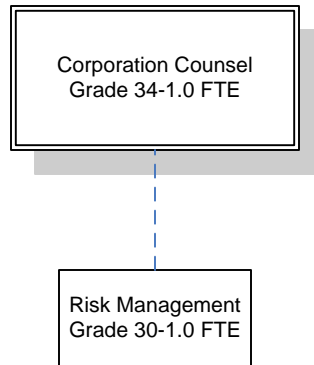 Corporation Counsel
Grade 34-1.0 FTE
Risk Management
Grade 30-1.0 FTE